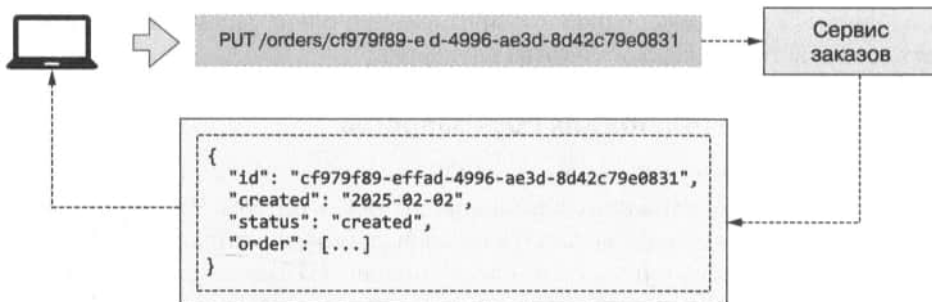 PUT /orders/cf979f89-e d-4996-ae3d-8d42c79e0831
Сервис
заказов
{
"id": "cf979f89-effad-4996-ae3d-8d42c79e0831",
"created": "2025-02-02",
"status": "created",
"order": [...]
}